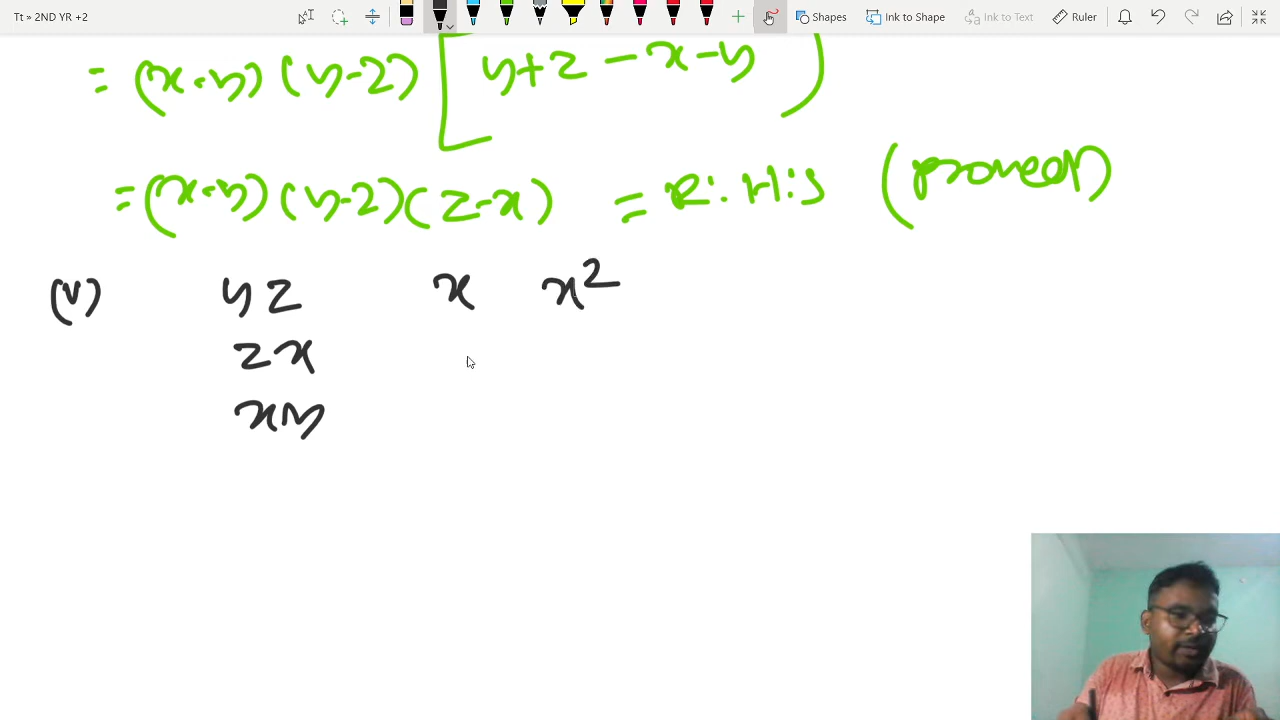 Tt > 2ND YR +2 Shapes Ink to Shape Ink to Text Ruler
= (x-y) (y-z) [ y+z - x-y )
= (x-y) (y-z) (z-x) = R.H.S (proved)
(v) yz x x²
zx
xy